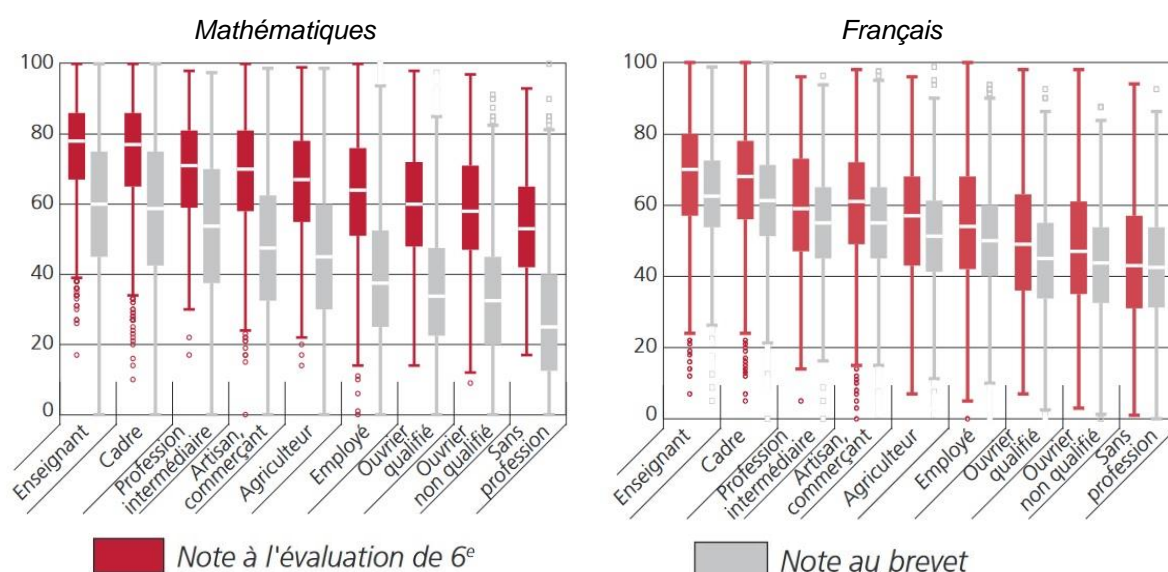 Mathématiques
100
80
60
40
20
0
Enseignant
Cadre
Profession
intermédiaire
Artisan,
commerçant
Agriculteur
Employé
Ouvrier
qualifié
Ouvrier
non qualifié
Sans
profession
Français
100
80
60
40
20
0
Enseignant
Cadre
Profession
intermédiaire
Artisan,
commerçant
Agriculteur
Employé
Ouvrier
qualifié
Ouvrier
non qualifié
Sans
profession
Note à l'évaluation de 6e
Note au brevet